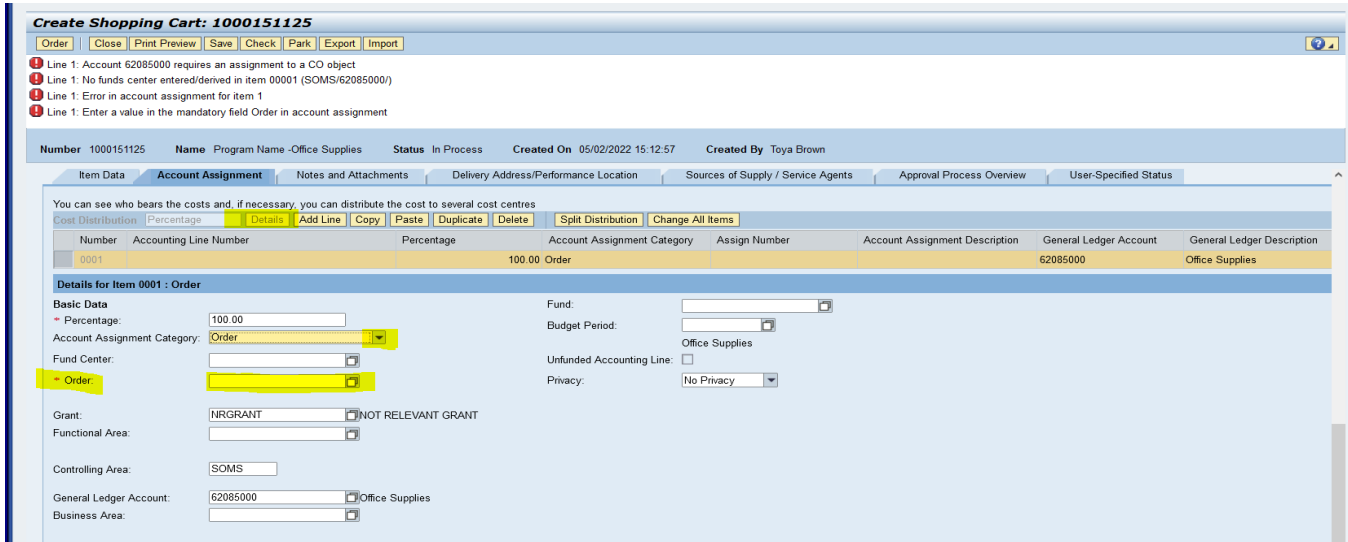 Create Shopping Cart: 1000151125
Order Close Print Preview Save Check Park Export Import
Line 1: Account 62085000 requires an assignment to a CO object
Line 1: No funds center entered/derived in item 00001 (SOMS/62085000/)
Line 1: Error in account assignment for item 1
Line 1: Enter a value in the mandatory field Order in account assignment
Number 1000151125 Name Program Name -Office Supplies Status In Process Created On 05/02/2022 15:12:57 Created By Toya Brown
Item Data Account Assignment Notes and Attachments Delivery Address/Performance Location Sources of Supply / Service Agents Approval Process Overview User-Specified Status
You can see who bears the costs and, if necessary, you can distribute the cost to several cost centres
Cost Distribution Percentage Details Add Line Copy Paste Duplicate Delete Split Distribution Change All Items
Number Accounting Line Number Percentage Account Assignment Category Assign Number Account Assignment Description General Ledger Account General Ledger Description
0001 100.00 Order 62085000 Office Supplies
Details for Item 0001 : Order
Basic Data Fund:
* Percentage: 100.00 Budget Period:
Account Assignment Category: Order Office Supplies
Fund Center: Unfunded Accounting Line:
* Order: Privacy: No Privacy
Grant: NRGRANT NOT RELEVANT GRANT
Functional Area:
Controlling Area: SOMS
General Ledger Account: 62085000 Office Supplies
Business Area: